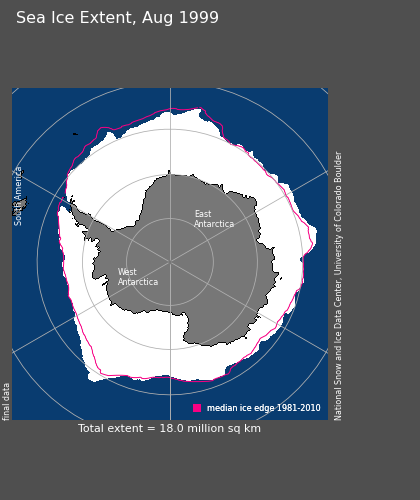 Sea Ice Extent, Aug 1999
South America
East
Antarctica
West
Antarctica
National Snow and Ice Data Center, University of Colorado Boulder
final data
median ice edge 1981-2010
Total extent = 18.0 million sq km